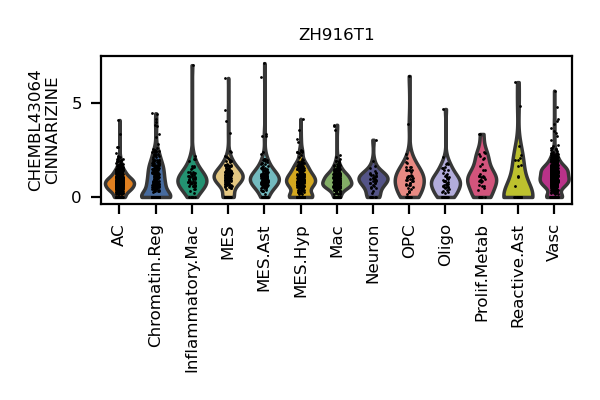 ZH916T1
CHEMBL43064
CINNARIZINE
5
0
AC
Chromatin.Reg
Inflammatory.Mac
MES
MES.Ast
MES.Hyp
Mac
Neuron
OPC
Oligo
Prolif.Metab
Reactive.Ast
Vasc